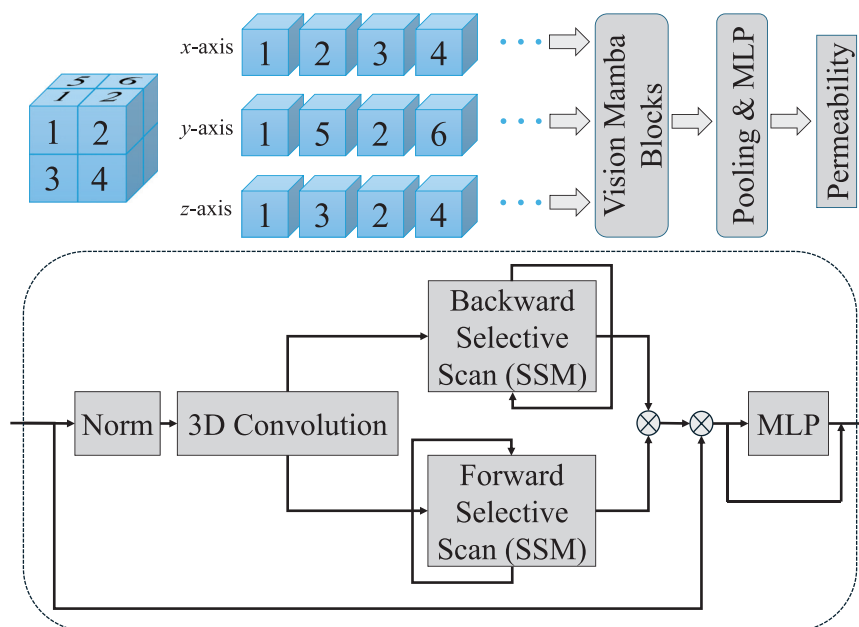 x-axis 1 2 3 4
5 6
1 2
1 2
3 4
y-axis 1 5 2 6
z-axis 1 3 2 4
Vision Mamba
Blocks
Pooling & MLP
Permeability
Backward
Selective
Scan (SSM)
Norm
3D Convolution
MLP
Forward
Selective
Scan (SSM)